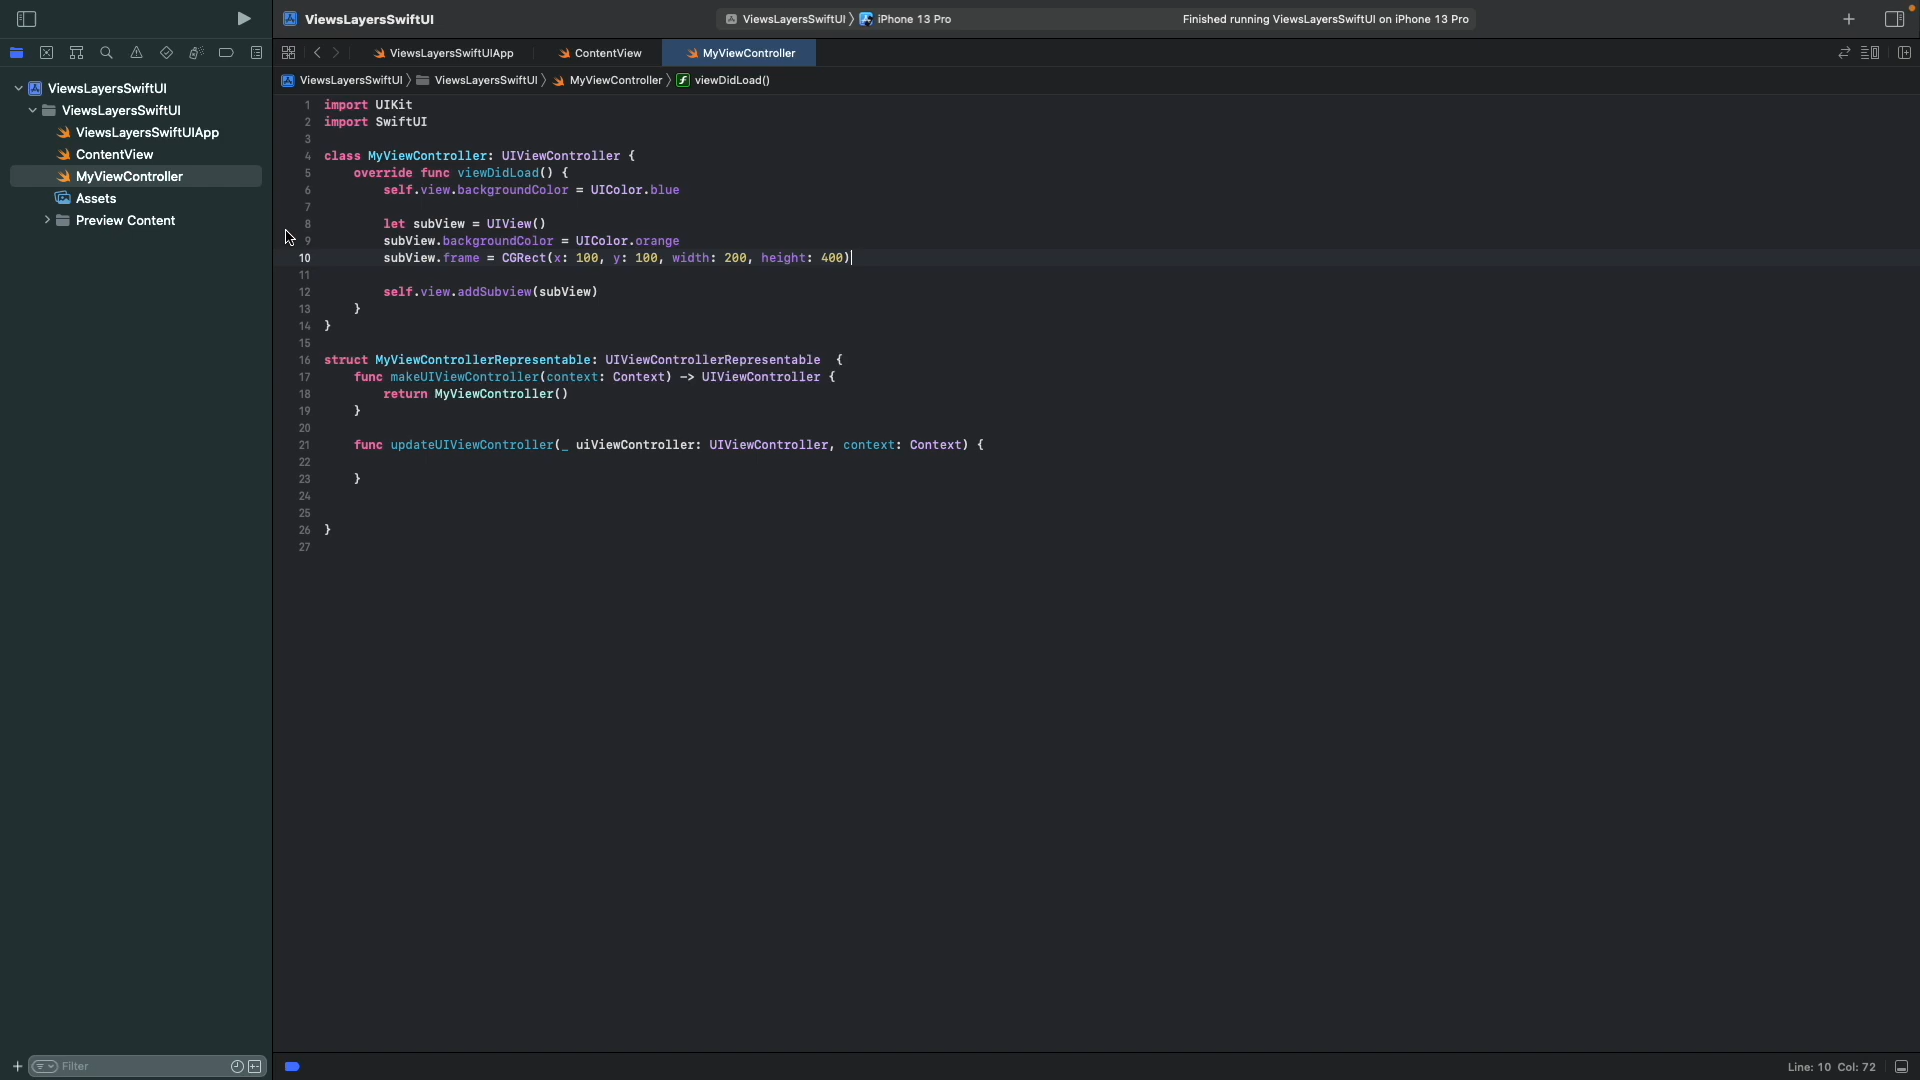 ViewsLayersSwiftUI
ViewsLayersSwiftUI
iPhone 13 Pro
Finished running ViewsLayersSwiftUI on iPhone 13 Pro
ViewsLayersSwiftUIApp
ContentView
MyViewController
ViewsLayersSwiftUI
ViewsLayersSwiftUI
MyViewController
viewDidLoad()
ViewsLayersSwiftUI
ViewsLayersSwiftUI
ViewsLayersSwiftUIApp
ContentView
MyViewController
Assets
Preview Content
1 import UIKit
2 import SwiftUI
3
4 class MyViewController: UIViewController {
5 override func viewDidLoad() {
6 self.view.backgroundColor = UIColor.blue
7
8 let subView = UIView()
9 subView.backgroundColor = UIColor.orange
10 subView.frame = CGRect(x: 100, y: 100, width: 200, height: 400)
11
12 self.view.addSubview(subView)
13 }
14 }
15
16 struct MyViewControllerRepresentable: UIViewControllerRepresentable  {
17 func makeUIViewController(context: Context) -> UIViewController {
18 return MyViewController()
19 }
20
21 func updateUIViewController(_ uiViewController: UIViewController, context: Context) {
22
23 }
24
25
26 }
27
Filter
Line: 10 Col: 72